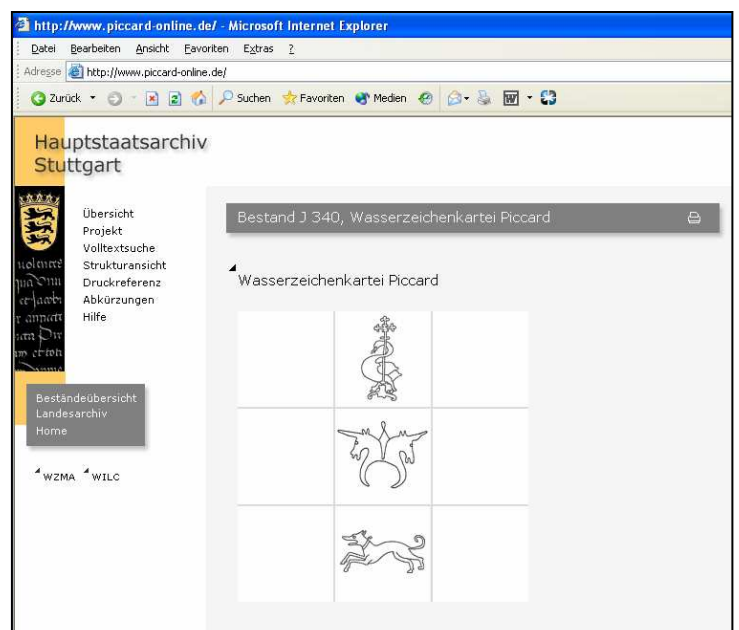 http://www.piccard-online.de/ - Microsoft Internet Explorer
Datei Bearbeiten Ansicht Favoriten Extras ?
Adresse http://www.piccard-online.de/
Zurück Suchen Favoriten Medien
Hauptstaatsarchiv
Stuttgart
Übersicht
Projekt
Volltextsuche
Strukturansicht
Druckreferenz
Abkürzungen
Hilfe
Beständeübersicht
Landesarchiv
Home
WZMA WILC
Bestand J 340, Wasserzeichenkartei Piccard
Wasserzeichenkartei Piccard